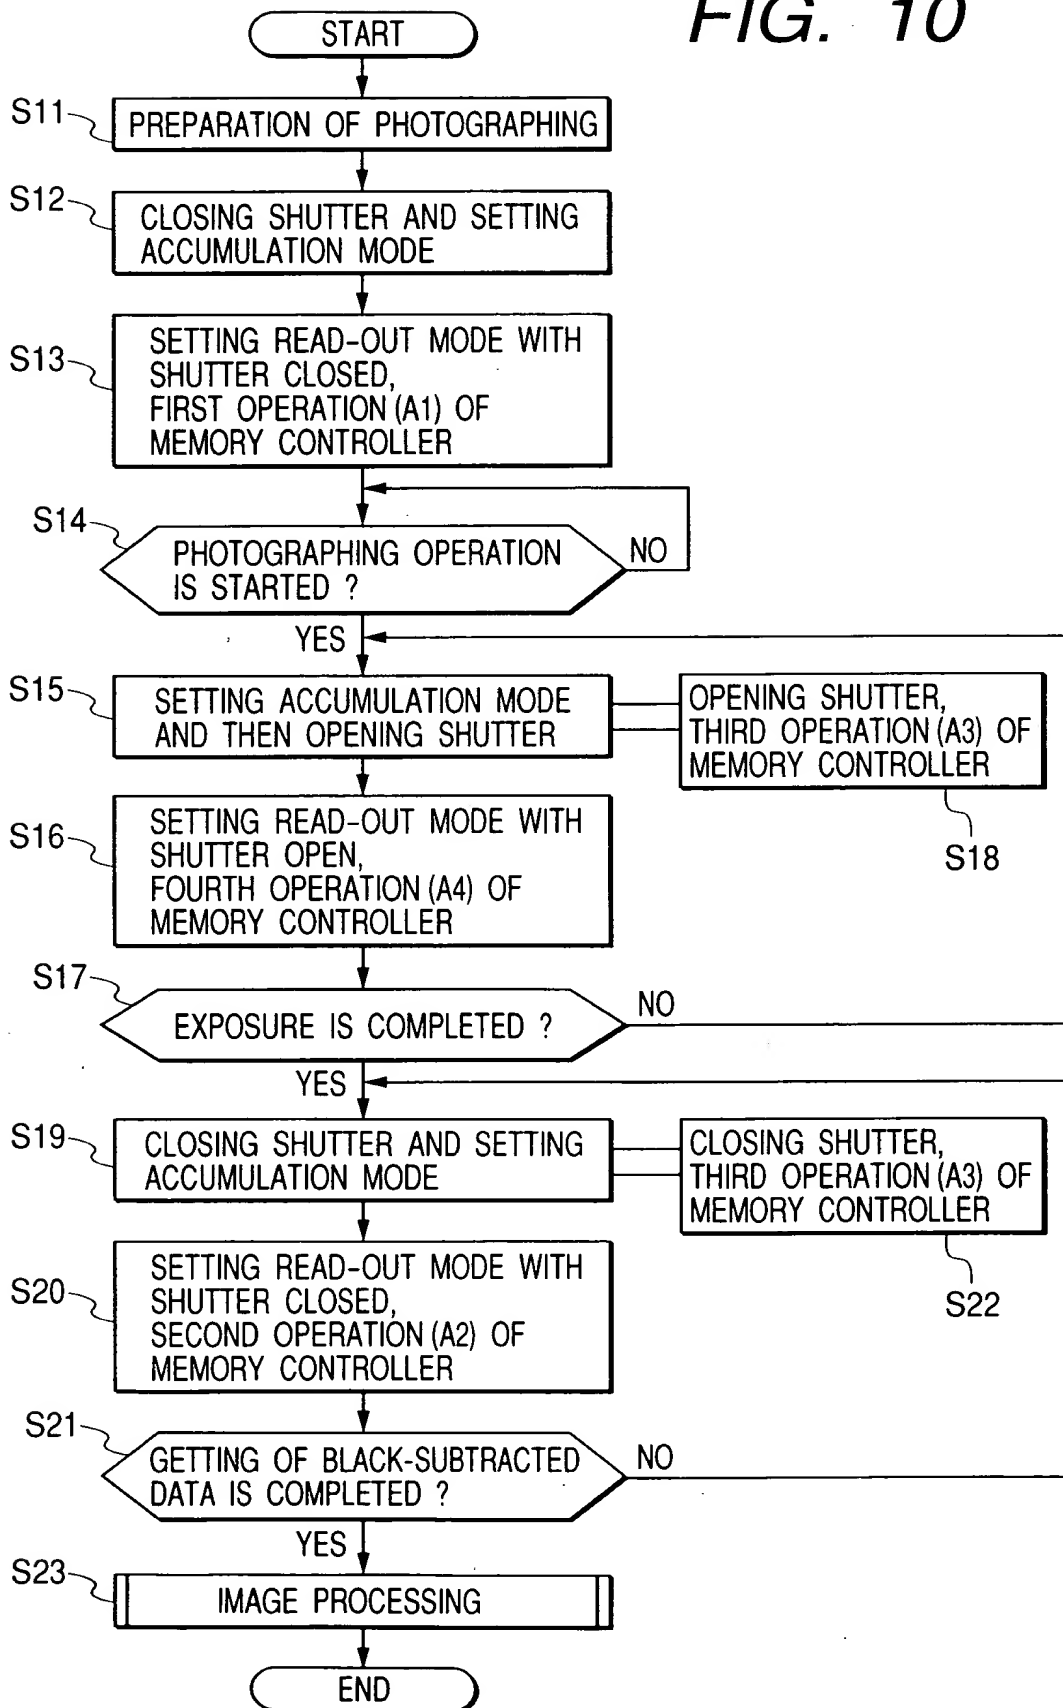 FIG. 10
START
S11
PREPARATION OF PHOTOGRAPHING
S12
CLOSING SHUTTER AND SETTING
ACCUMULATION MODE
S13
SETTING READ-OUT MODE WITH
SHUTTER CLOSED,
FIRST OPERATION (A1) OF
MEMORY CONTROLLER
S14
PHOTOGRAPHING OPERATION
IS STARTED ?
NO
YES
S15
SETTING ACCUMULATION MODE
AND THEN OPENING SHUTTER
OPENING SHUTTER,
THIRD OPERATION (A3) OF
MEMORY CONTROLLER
S18
S16
SETTING READ-OUT MODE WITH
SHUTTER OPEN,
FOURTH OPERATION (A4) OF
MEMORY CONTROLLER
S17
EXPOSURE IS COMPLETED ?
NO
YES
S19
CLOSING SHUTTER AND SETTING
ACCUMULATION MODE
CLOSING SHUTTER,
THIRD OPERATION (A3) OF
MEMORY CONTROLLER
S22
S20
SETTING READ-OUT MODE WITH
SHUTTER CLOSED,
SECOND OPERATION (A2) OF
MEMORY CONTROLLER
S21
GETTING OF BLACK-SUBTRACTED
DATA IS COMPLETED ?
NO
YES
S23
IMAGE PROCESSING
END